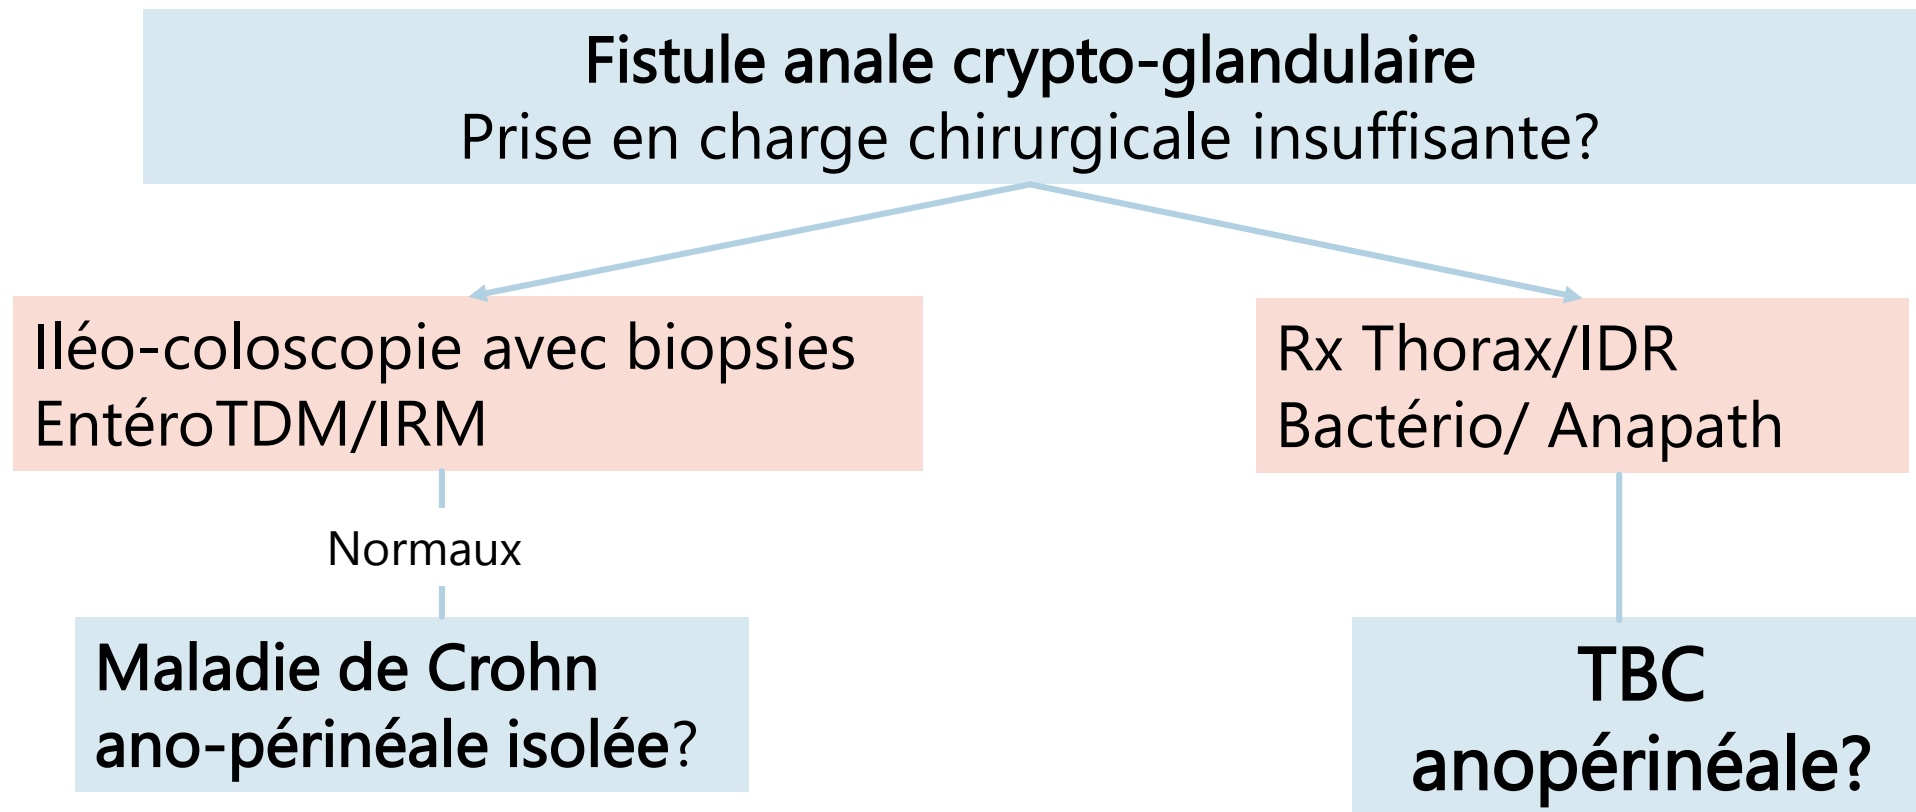 Fistule anale crypto-glandulaire
Prise en charge chirurgicale insuffisante?
Iléo-coloscopie avec biopsies
EntéroTDM/IRM
Rx Thorax/IDR
Bactério/ Anapath
Normaux
Maladie de Crohn
ano-périnéale isolée?
TBC
anopérinéale?